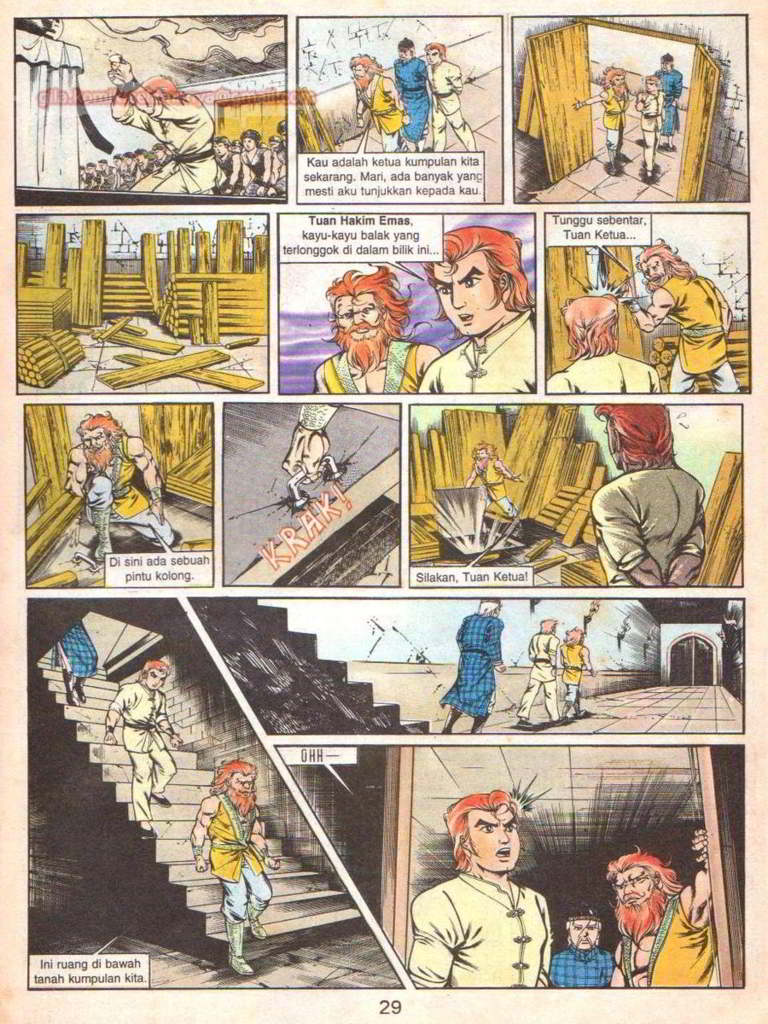 Kau adalah ketua kumpulan kita
sekarang. Mari, ada banyak yang
mesti aku tunjukkan kepada kau.
Tuan Hakim Emas,
kayu-kayu balak yang
terlonggok di dalam bilik ini...
Tunggu sebentar,
Tuan Ketua...
Di sini ada sebuah
pintu kolong.
KRAK!
Silakan, Tuan Ketua!
Ini ruang di bawah
tanah kumpulan kita.
OHH—
29